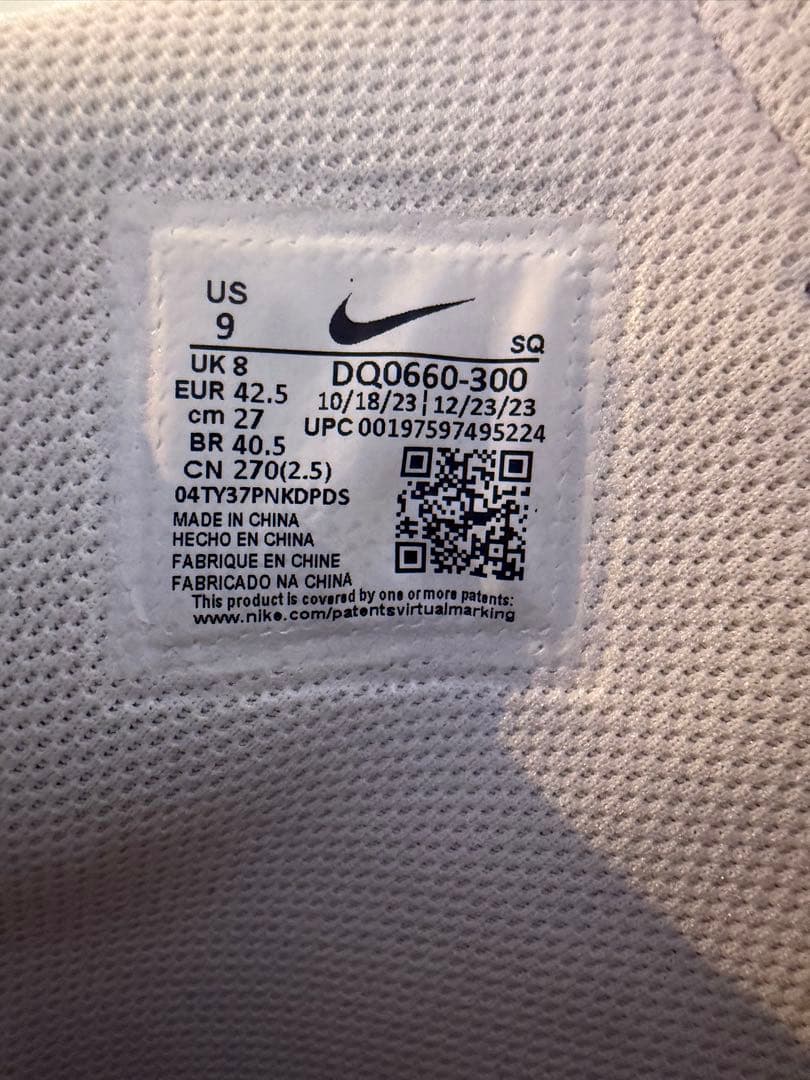 US
9
SQ
UK 8
EUR 42.5
cm 27
BR 40.5
CN 270(2.5)
DQ0660-300
10/18/23|12/23/23
UPC 00197597495224
04TY37PNKDPDS
MADE IN CHINA
HECHO EN CHINA
FABRIQUE EN CHINE
FABRICADO NA CHINA
This product is covered by one or more patents:
www.nike.com/patentsvirtualmarking